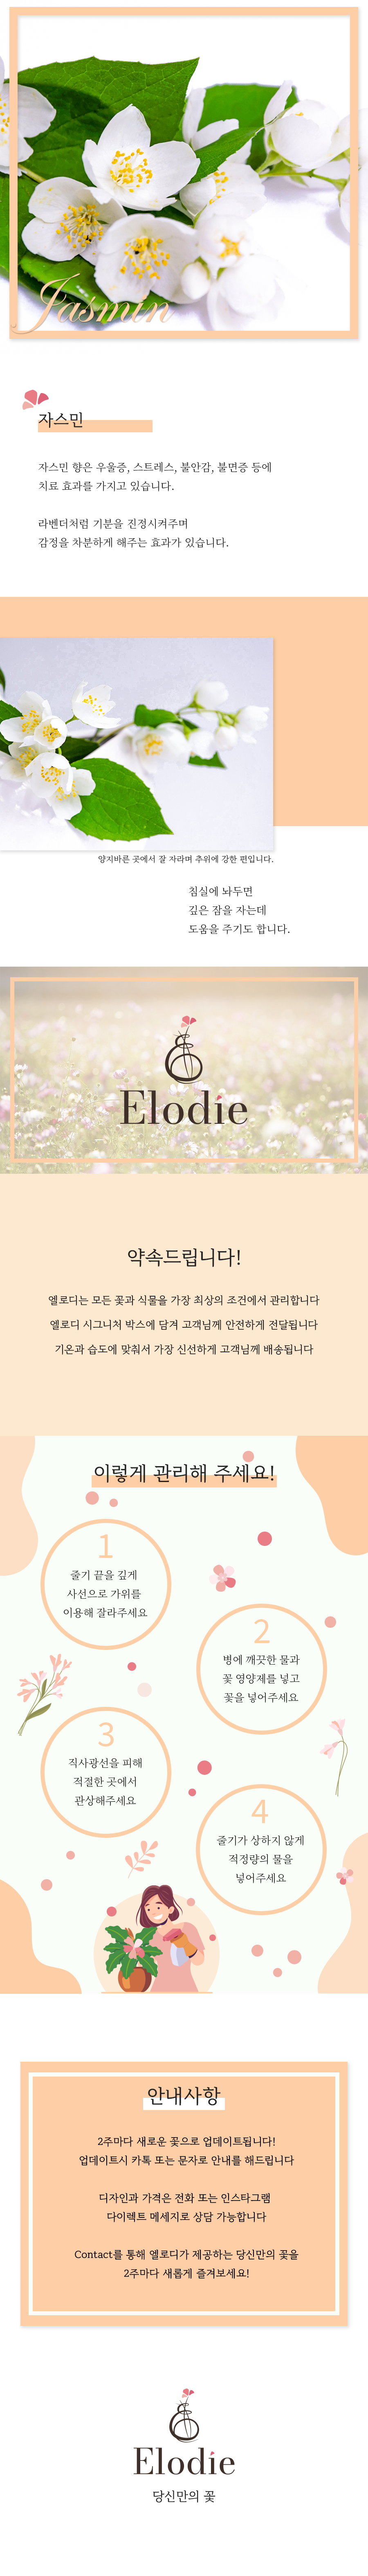 Jasmin
자스민
자스민 향은 우울증, 스트레스, 불안감, 불면증 등에
치료 효과를 가지고 있습니다.
라벤더처럼 기분을 진정시켜주며
감정을 차분하게 해주는 효과가 있습니다.
양지바른 곳에서 잘 자라며 추위에 강한 편입니다.
침실에 놔두면
깊은 잠을 자는데
도움을 주기도 합니다.
Elodie
약속드립니다!
엘로디는 모든 꽃과 식물을 가장 최상의 조건에서 관리합니다
엘로디 시그니처 박스에 담겨 고객님께 안전하게 전달됩니다
기온과 습도에 맞춰서 가장 신선하게 고객님께 배송됩니다
이렇게 관리해 주세요!
1
줄기 끝을 깊게
사선으로 가위를
이용해 잘라주세요
2
병에 깨끗한 물과
꽃 영양제를 넣고
꽃을 넣어주세요
3
직사광선을 피해
적절한 곳에서
관상해주세요
4
줄기가 상하지 않게
적정량의 물을
넣어주세요
안내사항
2주마다 새로운 꽃으로 업데이트됩니다!
업데이트시 카톡 또는 문자로 안내를 해드립니다
디자인과 가격은 전화 또는 인스타그램
다이렉트 메세지로 상담 가능합니다
Contact를 통해 엘로디가 제공하는 당신만의 꽃을
2주마다 새롭게 즐겨보세요!
Elodie
당신만의 꽃